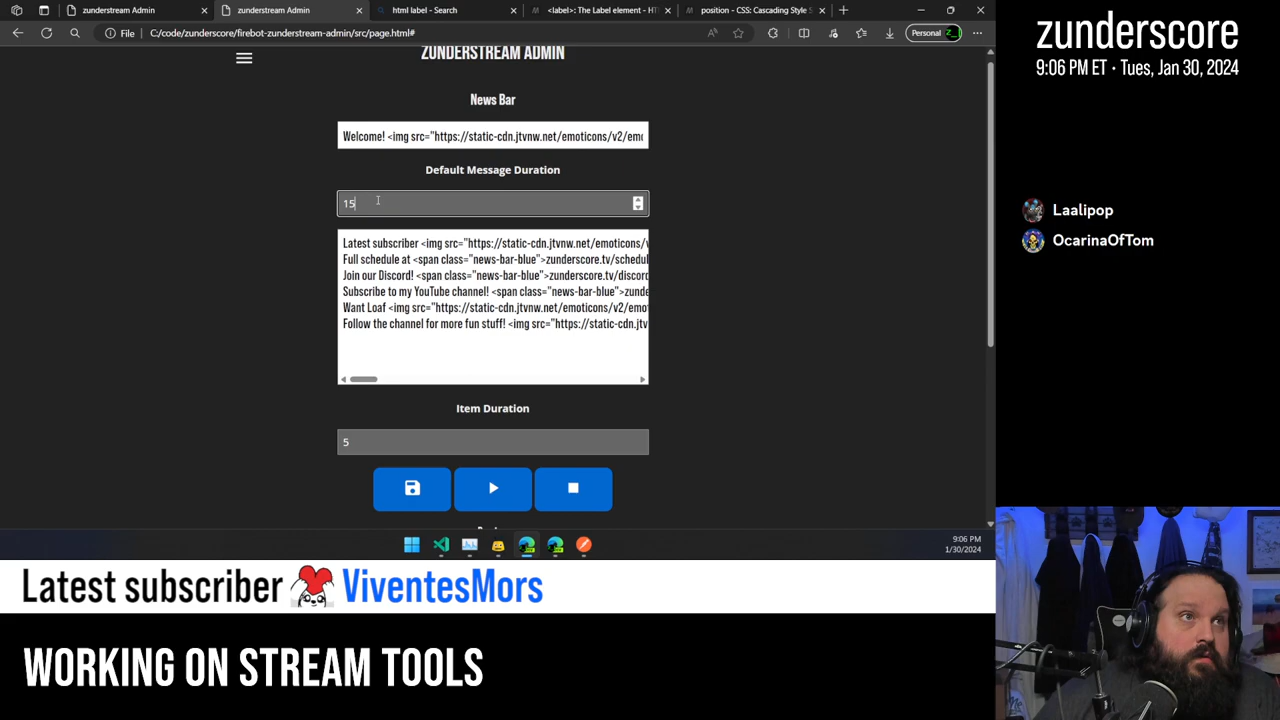 zunderstream Admin
zunderstream Admin
html label - Search
<label>: The Label element - HT
position - CSS: Cascading Style S
File
C:/code/zunderscore/firebot-zunderstream-admin/src/page.html#
Personal
zunderscore
9:06 PM ET · Tues, Jan 30, 2024
ZUNDERSTREAM ADMIN
News Bar
Welcome! <img src="https://static-cdn.jtvnw.net/emoticons/v2/emo
Default Message Duration
15
Latest subscriber <img src="https://static-cdn.jtvnw.net/emoticons/v
Full schedule at <span class="news-bar-blue">zunderscore.tv/schedul
Join our Discord! <span class="news-bar-blue">zunderscore.tv/discord
Subscribe to my YouTube channel! <span class="news-bar-blue">zunde
Want Loaf <img src="https://static-cdn.jtvnw.net/emoticons/v2/emot
Follow the channel for more fun stuff! <img src="https://static-cdn.jtv
Item Duration
5
Laalipop
OcarinaOfTom
9:06 PM
1/30/2024
Latest subscriber ViventesMors
WORKING ON STREAM TOOLS